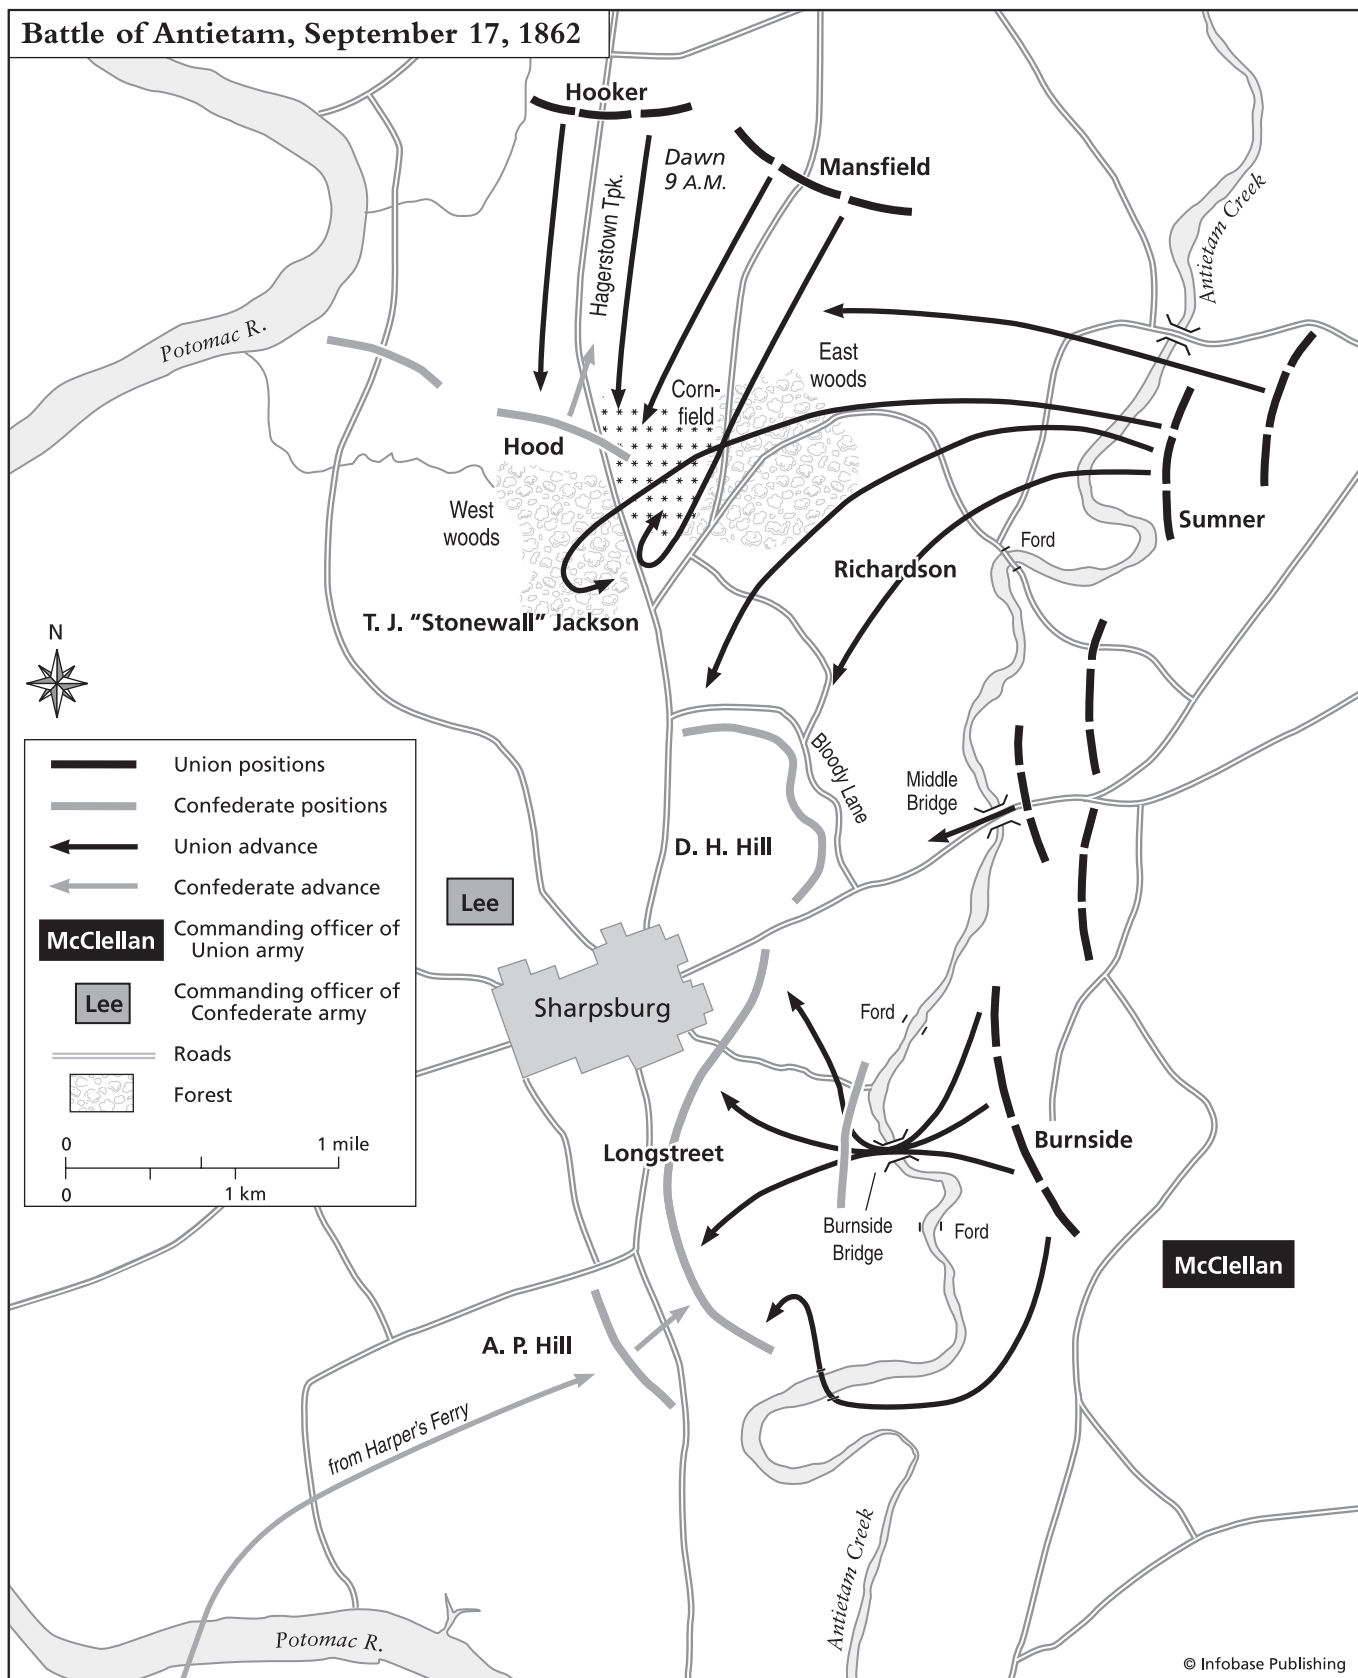 Battle of Antietam, September 17, 1862
Hooker
Dawn
9 A.M.
Mansfield
Hagerstown Tpk.
Antietam Creek
Potomac R.
East
woods
Corn-
field
Hood
West
woods
Sumner
Ford
Richardson
T. J. "Stonewall" Jackson
N
Bloody Lane
Middle
Bridge
D. H. Hill
Union positions
Confederate positions
Union advance
Confederate advance
McClellan
Commanding officer of
Union army
Lee
Commanding officer of
Confederate army
Roads
Forest
0
1 mile
0
1 km
Lee
Sharpsburg
Ford
Burnside
Longstreet
Burnside
Bridge
Ford
McClellan
A. P. Hill
from Harper's Ferry
Antietam Creek
Potomac R.
© Infobase Publishing